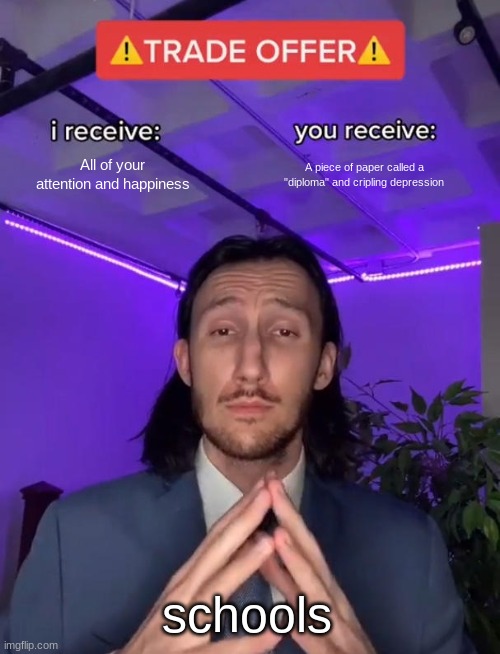 ⚠️TRADE OFFER⚠️
i receive:
you receive:
All of your
attention and happiness
A piece of paper called a
"diploma" and cripling depression
schools
imgflip.com